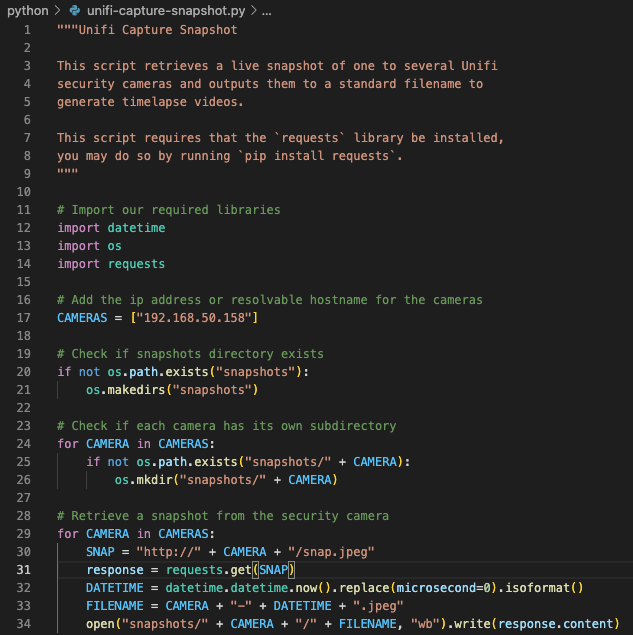 python > unifi-capture-snapshot.py > ...
1 """Unifi Capture Snapshot
2
3 This script retrieves a live snapshot of one to several Unifi
4 security cameras and outputs them to a standard filename to
5 generate timelapse videos.
6
7 This script requires that the `requests` library be installed,
8 you may do so by running `pip install requests`.
9 """
10
11 # Import our required libraries
12 import datetime
13 import os
14 import requests
15
16 # Add the ip address or resolvable hostname for the cameras
17 CAMERAS = ["192.168.50.158"]
18
19 # Check if snapshots directory exists
20 if not os.path.exists("snapshots"):
21     os.makedirs("snapshots")
22
23 # Check if each camera has its own subdirectory
24 for CAMERA in CAMERAS:
25     if not os.path.exists("snapshots/" + CAMERA):
26         os.mkdir("snapshots/" + CAMERA)
27
28 # Retrieve a snapshot from the security camera
29 for CAMERA in CAMERAS:
30     SNAP = "http://" + CAMERA + "/snap.jpeg"
31     response = requests.get(SNAP)
32     DATETIME = datetime.datetime.now().replace(microsecond=0).isoformat()
33     FILENAME = CAMERA + "-" + DATETIME + ".jpeg"
34     open("snapshots/" + CAMERA + "/" + FILENAME, "wb").write(response.content)